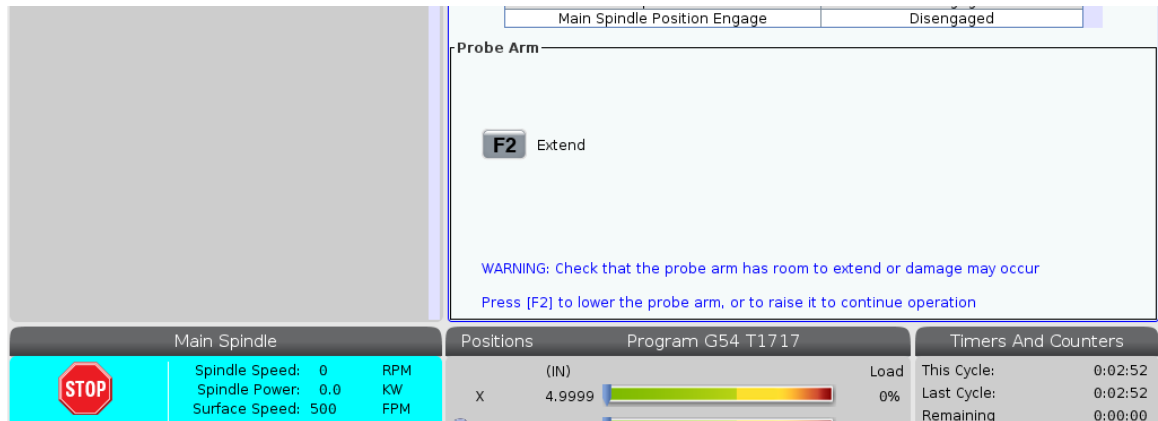 Main Spindle Position Engage Disengaged
Probe Arm
F2 Extend
WARNING: Check that the probe arm has room to extend or damage may occur
Press [F2] to lower the probe arm, or to raise it to continue operation
Main Spindle
STOP
Spindle Speed: 0 RPM
Spindle Power: 0.0 KW
Surface Speed: 500 FPM
Positions Program G54 T1717
(IN) Load
X 4.9999 0%
Timers And Counters
This Cycle: 0:02:52
Last Cycle: 0:02:52
Remaining 0:00:00